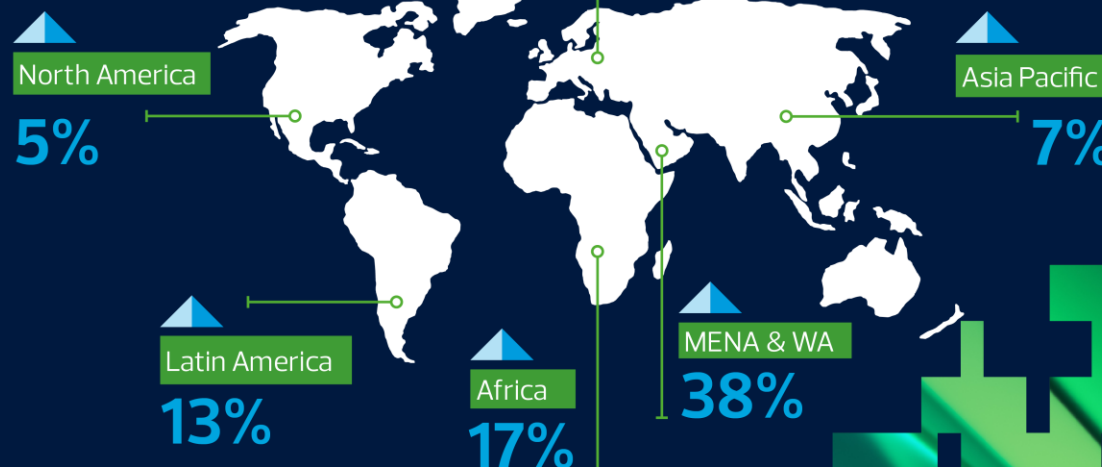 North America
5%
Asia Pacific
7%
Latin America
13%
Africa
17%
MENA & WA
38%